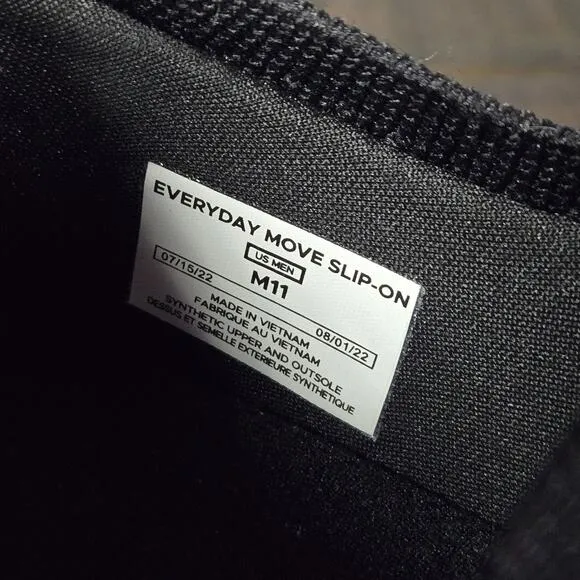 EVERYDAY MOVE SLIP-ON
US MEN
07/15/22 M11 08/01/22
MADE IN VIETNAM
FABRIQUE AU VIETNAM
SYNTHETIC UPPER AND OUTSOLE
DESSUS ET SEMELLE EXTERIEURE SYNTHETIQUE